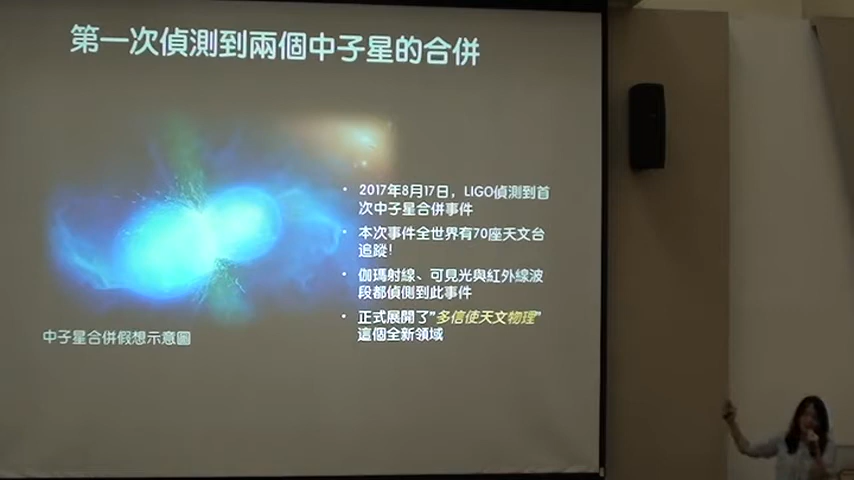 第一次偵測到兩個中子星的合併
• 2017年8月17日，LIGO偵測到首
次中子星合併事件
• 本次事件全世界有70座天文台
追蹤!
• 伽瑪射線、可見光與紅外線波
段都偵側到此事件
• 正式展開了"多信使天文物理"
這個全新領域
中子星合併假想示意圖